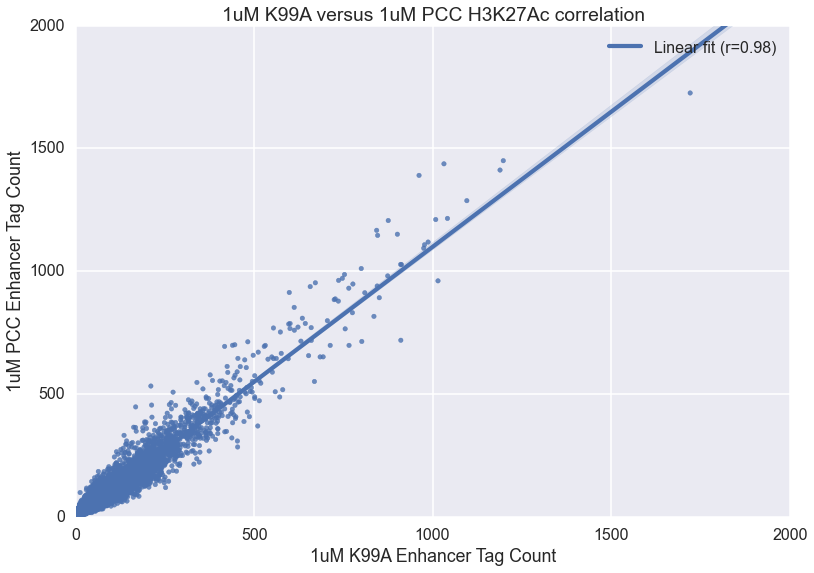 1uM K99A versus 1uM PCC H3K27Ac correlation
Linear fit (r=0.98)
2000
1500
1000
500
0
1uM PCC Enhancer Tag Count
0 500 1000 1500 2000
1uM K99A Enhancer Tag Count